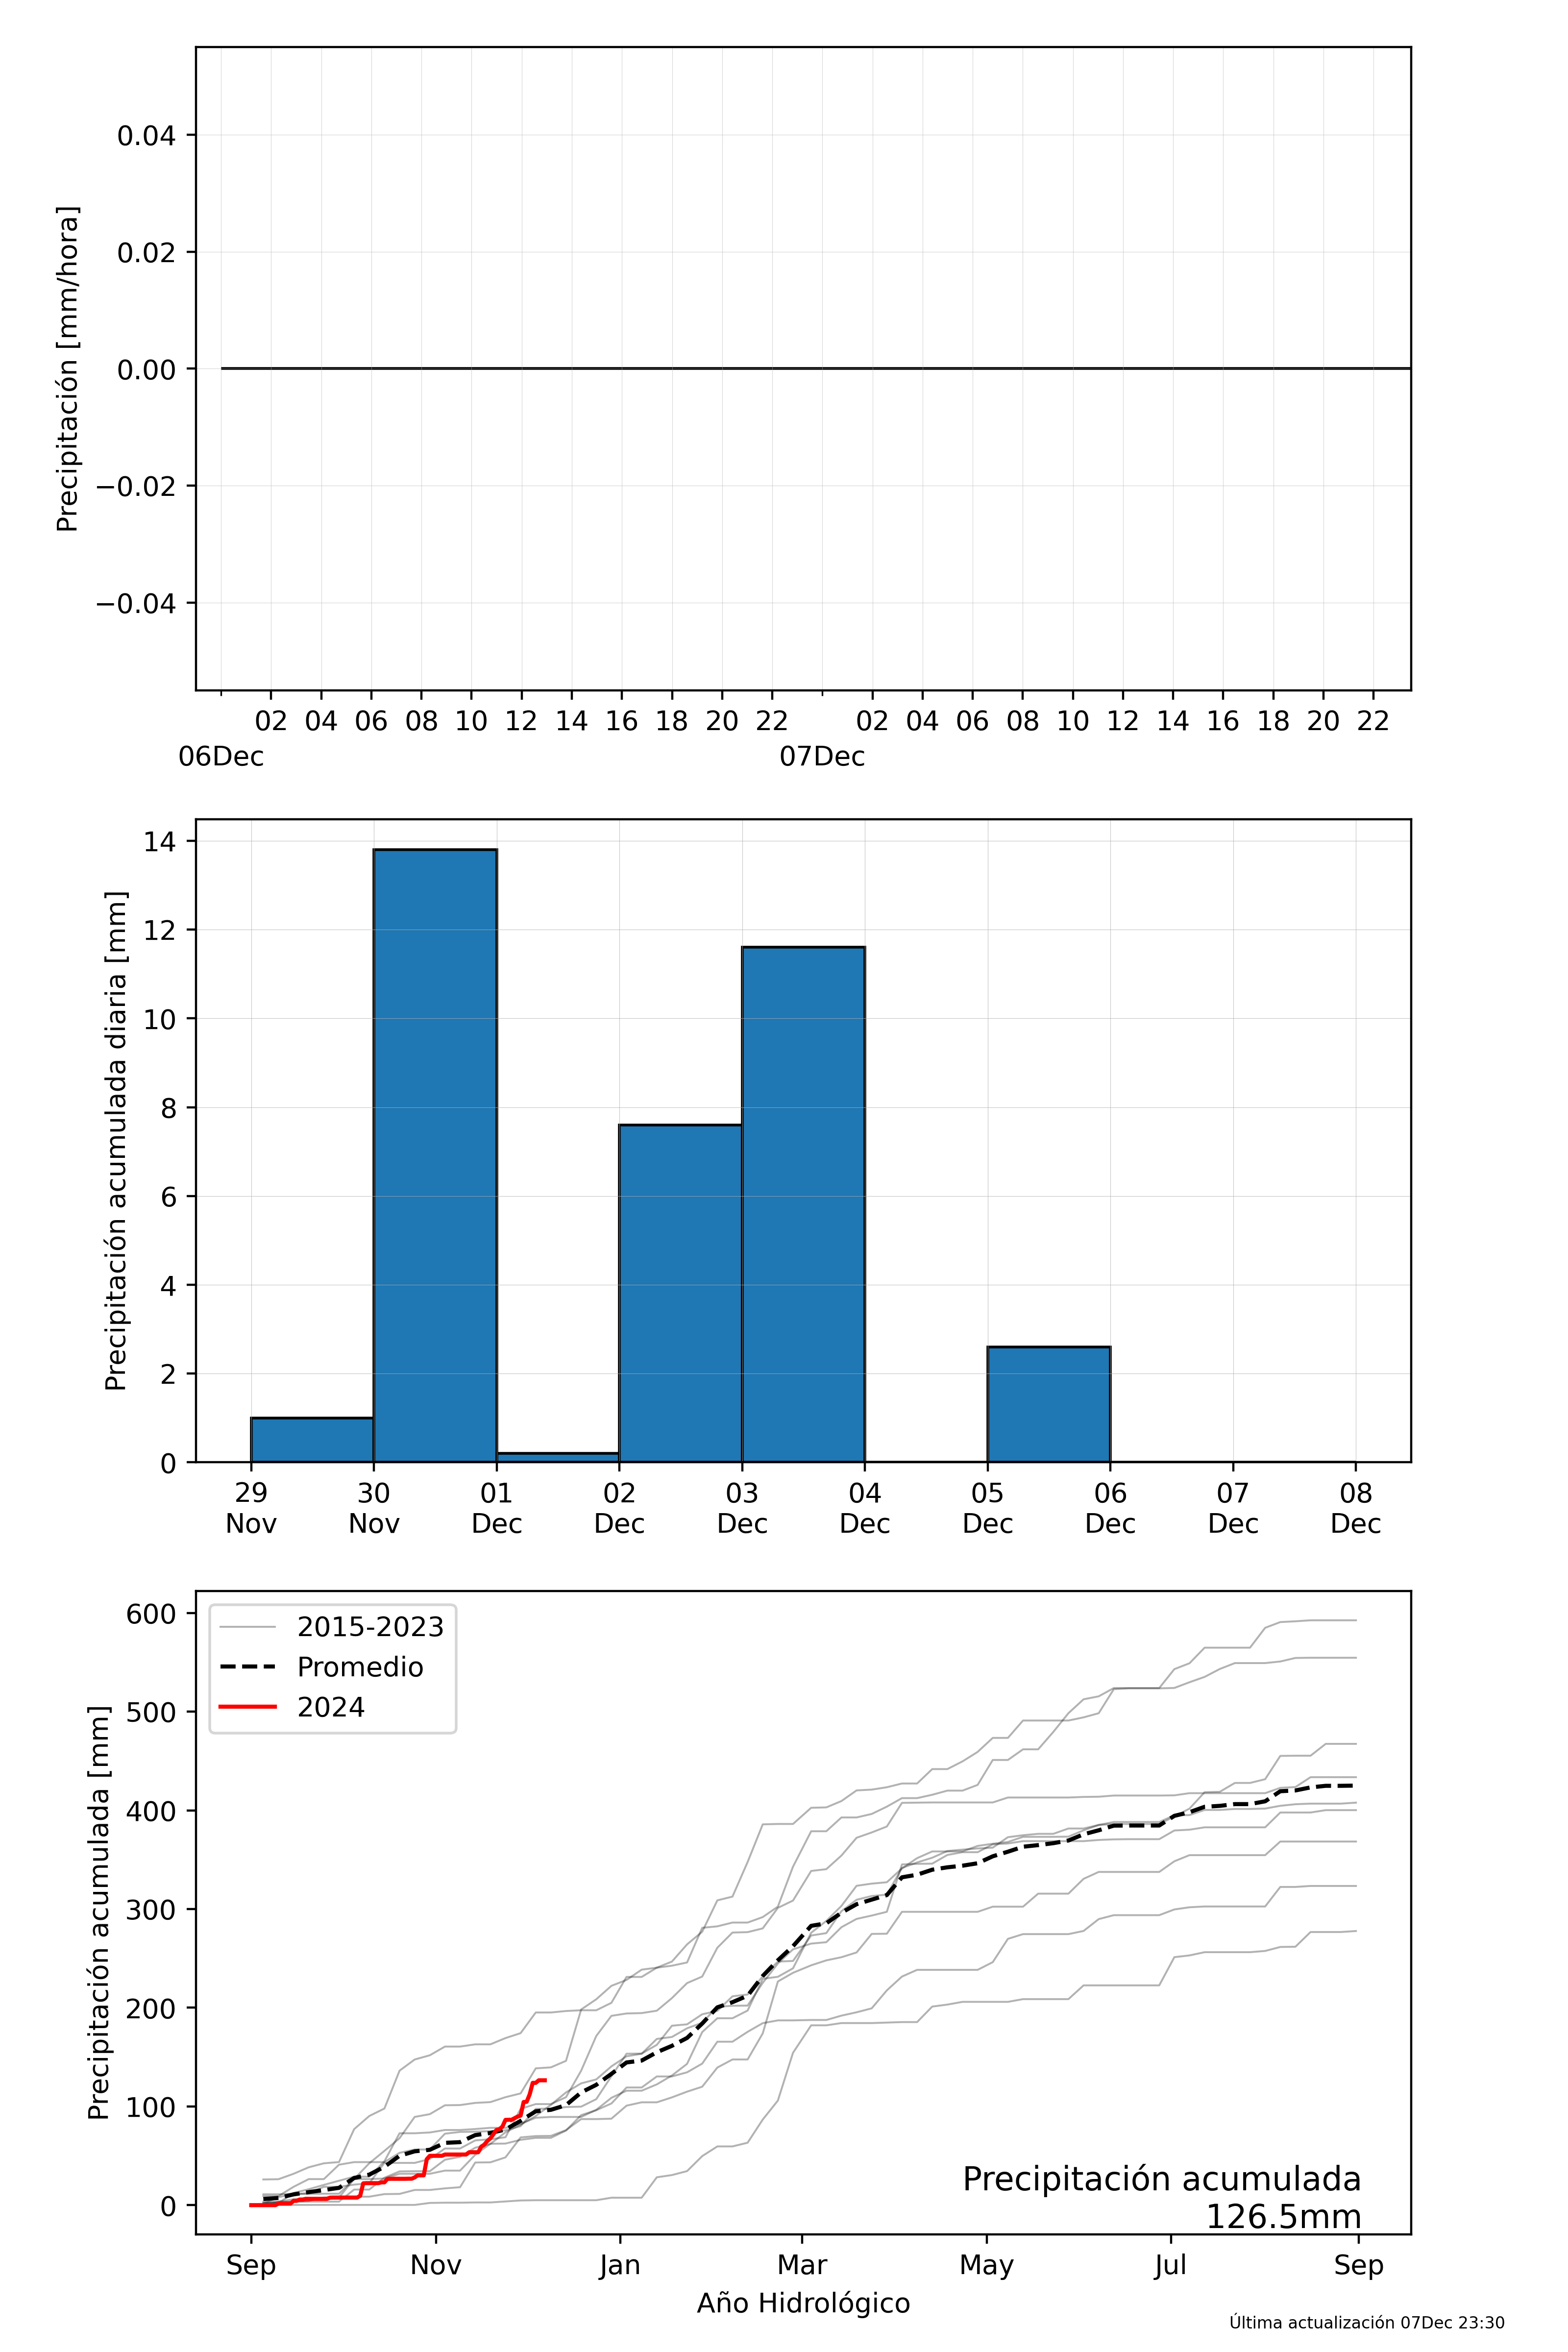 Precipitación [mm/hora]
0.04
0.02
0.00
−0.02
−0.04
02 04 06 08 10 12 14 16 18 20 22 02 04 06 08 10 12 14 16 18 20 22
06Dec 07Dec
Precipitación acumulada diaria [mm]
14
12
10
8
6
4
2
0
29 30 01 02 03 04 05 06 07 08
Nov Nov Dec Dec Dec Dec Dec Dec Dec Dec
Precipitación acumulada [mm]
600
500
400
300
200
100
0
2015-2023
Promedio
2024
Precipitación acumulada
126.5mm
Sep Nov Jan Mar May Jul Sep
Año Hidrológico
Última actualización 07Dec 23:30